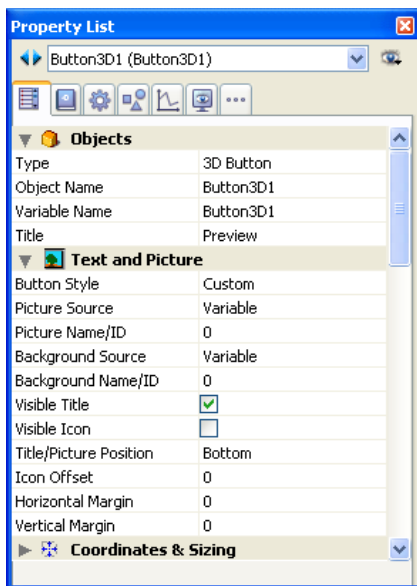 Property List
Button3D1 (Button3D1)
Objects
Type 3D Button
Object Name Button3D1
Variable Name Button3D1
Title Preview
Text and Picture
Button Style Custom
Picture Source Variable
Picture Name/ID 0
Background Source Variable
Background Name/ID 0
Visible Title
Visible Icon
Title/Picture Position Bottom
Icon Offset 0
Horizontal Margin 0
Vertical Margin 0
Coordinates & Sizing